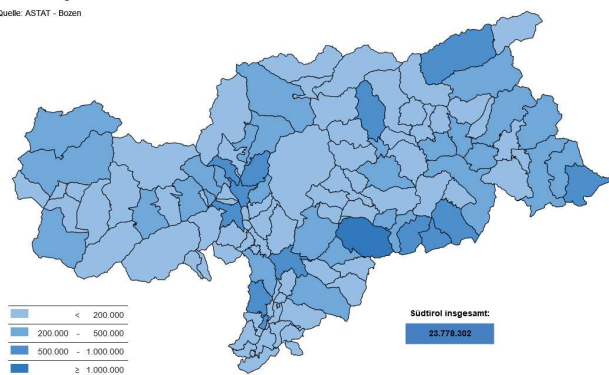 Quelle: ASTAT - Bozen
< 200.000
200.000 - 500.000
500.000 - 1.000.000
≥ 1.000.000
Südtirol insgesamt:
23.778.302